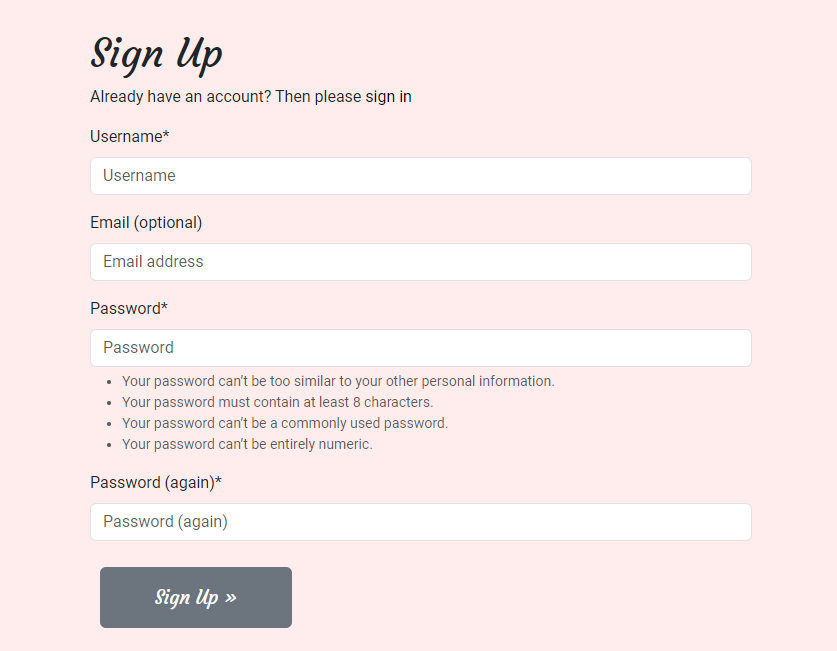 Sign Up
Already have an account? Then please sign in
Username*
Username
Email (optional)
Email address
Password*
Password
Your password can’t be too similar to your other personal information.
Your password must contain at least 8 characters.
Your password can’t be a commonly used password.
Your password can’t be entirely numeric.
Password (again)*
Password (again)
Sign Up »